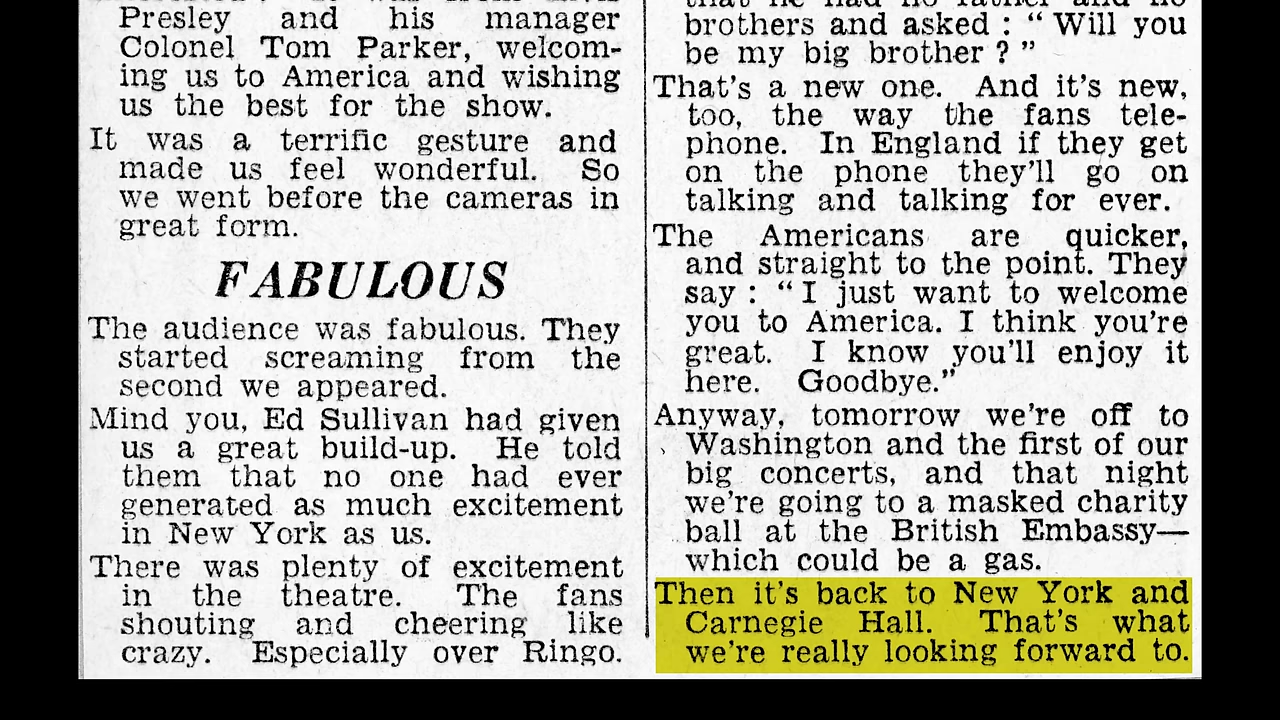 Presley and his manager
Colonel Tom Parker, welcom-
ing us to America and wishing
us the best for the show.
It was a terrific gesture and
made us feel wonderful. So
we went before the cameras in
great form.
FABULOUS
The audience was fabulous. They
started screaming from the
second we appeared.
Mind you, Ed Sullivan had given
us a great build-up. He told
them that no one had ever
generated as much excitement
in New York as us.
There was plenty of excitement
in the theatre. The fans
shouting and cheering like
crazy. Especially over Ringo.
that he had no father and no
brothers and asked : “ Will you
be my big brother ? ”
That’s a new one. And it’s new,
too, the way the fans tele-
phone. In England if they get
on the phone they’ll go on
talking and talking for ever.
The Americans are quicker,
and straight to the point. They
say : “ I just want to welcome
you to America. I think you’re
great. I know you’ll enjoy it
here. Goodbye.”
Anyway, tomorrow we’re off to
Washington and the first of our
big concerts, and that night
we’re going to a masked charity
ball at the British Embassy—
which could be a gas.
Then it’s back to New York and
Carnegie Hall. That’s what
we’re really looking forward to.